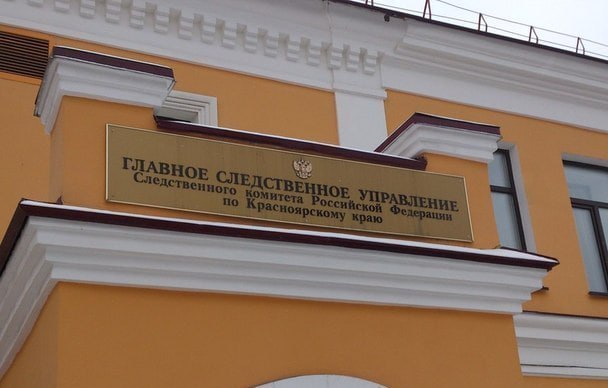 ГЛАВНОЕ СЛЕДСТВЕННОЕ УПРАВЛЕНИЕ
Следственного комитета Российской Федерации
по Красноярскому краю